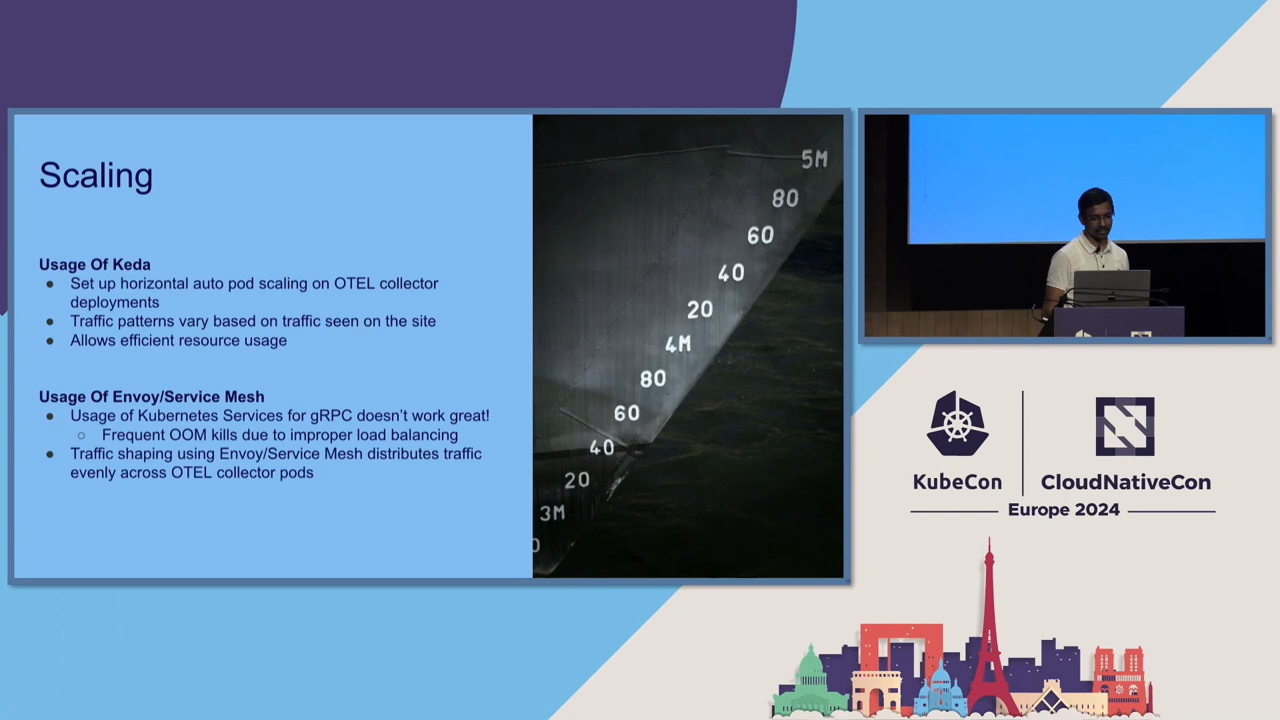 Scaling
Usage Of Keda
● Set up horizontal auto pod scaling on OTEL collector
deployments
● Traffic patterns vary based on traffic seen on the site
● Allows efficient resource usage
Usage Of Envoy/Service Mesh
● Usage of Kubernetes Services for gRPC doesn’t work great!
○ Frequent OOM kills due to improper load balancing
● Traffic shaping using Envoy/Service Mesh distributes traffic
evenly across OTEL collector pods
5M
80
60
40
20
4M
80
60
40
20
3M
KubeCon
CloudNativeCon
Europe 2024